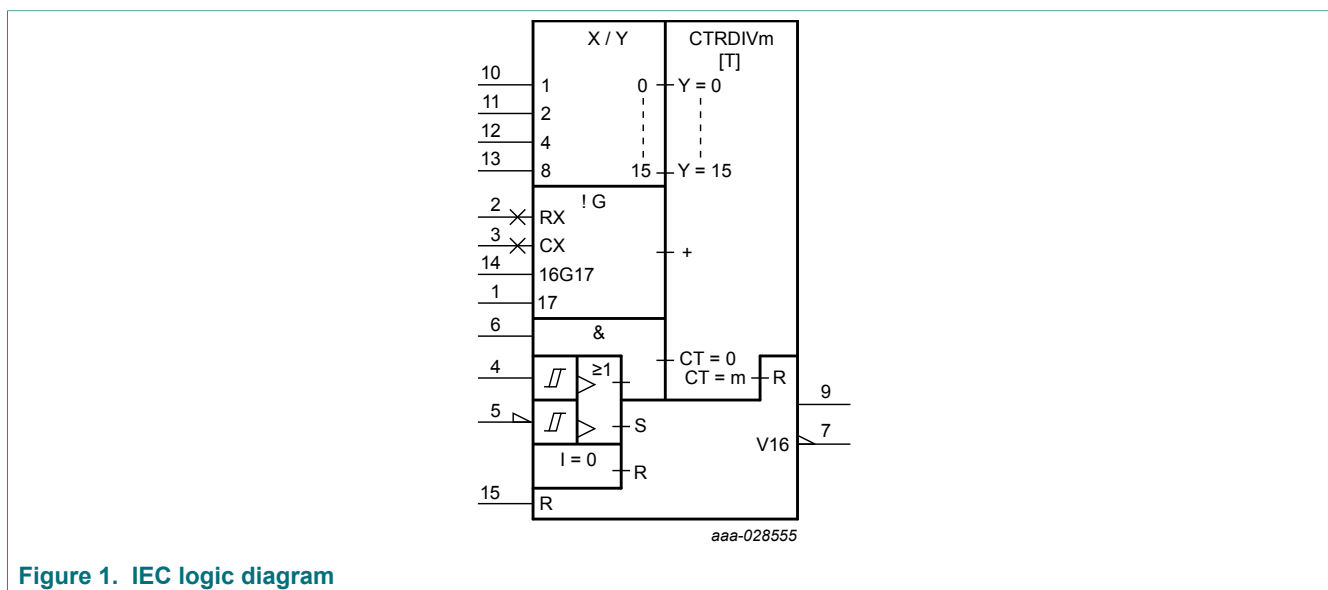 X / Y CTRDIVm
[T]
10 1 0 Y = 0
11 2
12 4
13 8 15 Y = 15
! G
2 RX
3 CX +
14 16G17
1 17
6 &
CT = 0
4 ≥1 CT = m R
9
5 S
7
V16
I = 0
R
15 R
aaa-028555
Figure 1. IEC logic diagram